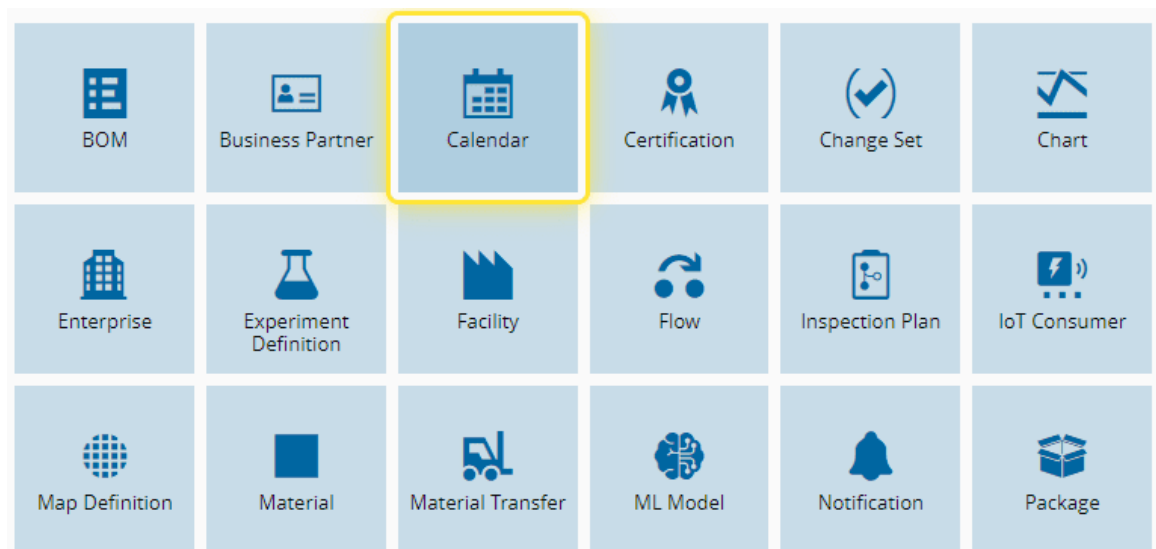 BOM
Business Partner
Calendar
Certification
Change Set
Chart
Enterprise
Experiment
Definition
Facility
Flow
Inspection Plan
IoT Consumer
Map Definition
Material
Material Transfer
ML Model
Notification
Package